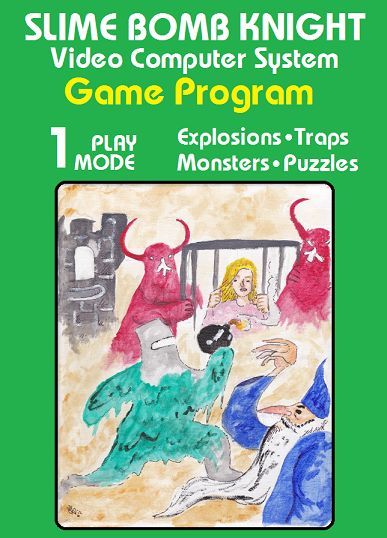 SLIME BOMB KNIGHT
Video Computer System
Game Program
1 PLAY MODE
Explosions•Traps
Monsters•Puzzles